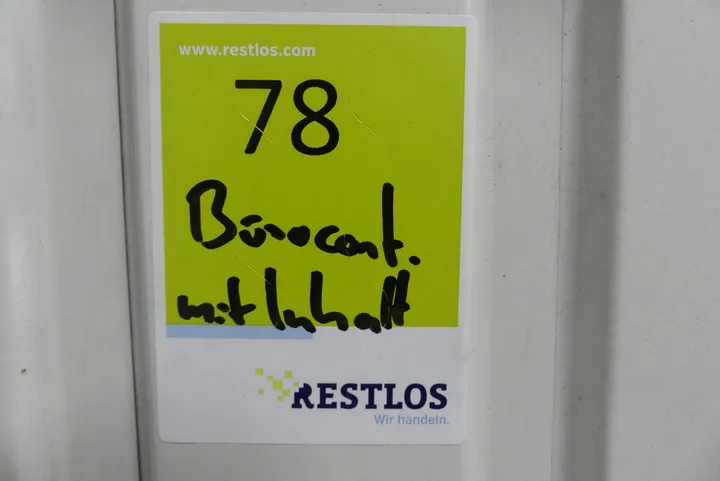 www.restlos.com
78
Bürocont.
mit Inhalt
RESTLOS
Wir handeln.